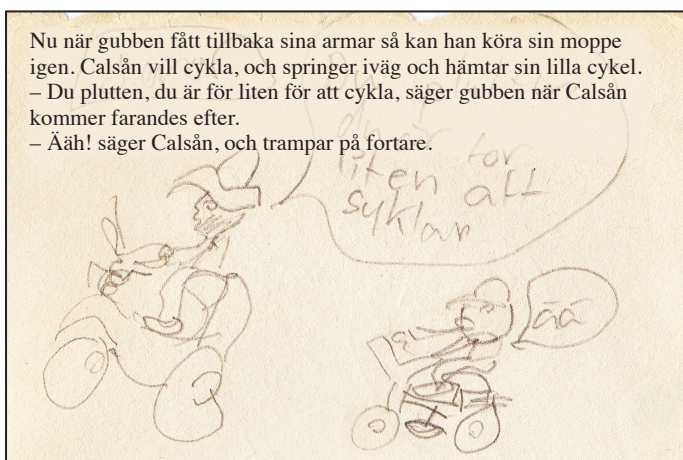 Nu när gubben fått tillbaka sina armar så kan han köra sin moppe
igen. Calsån vill cykla, och springer iväg och hämtar sin lilla cykel.
– Du plutten, du är för liten för att cykla, säger gubben när Calsån
kommer farandes efter.
– Ääh! säger Calsån, och trampar på fortare.
för
liten att
syklar
ää